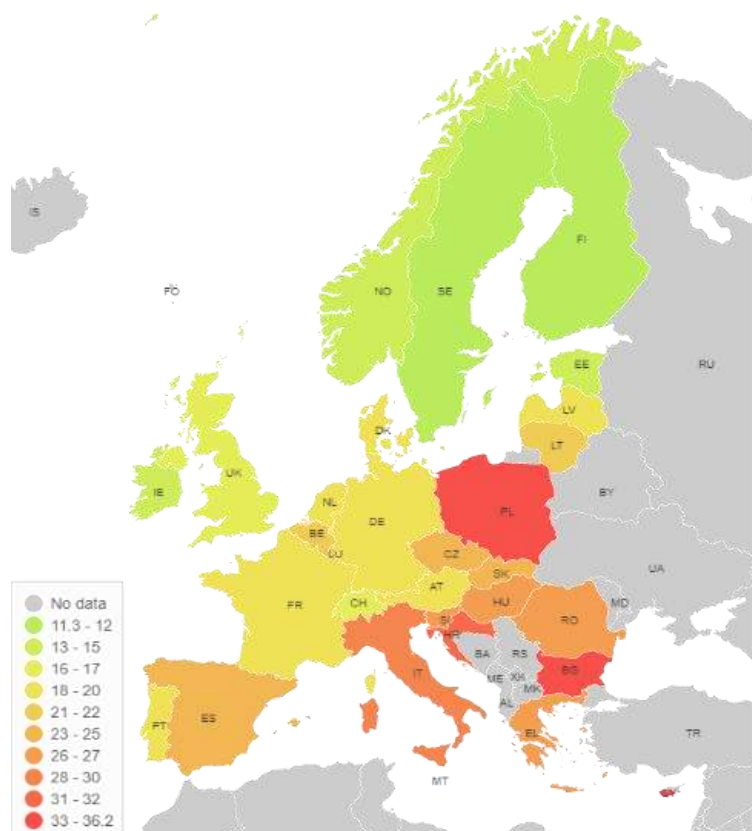 IS
FI
NO
SE
FO
EE
RU
LV
DK
LT
IE
UK
BY
NL
PL
BE
DE
LU
CZ
UA
SK
AT
FR
CH
HU
MD
SI
RO
HR
BA
RS
IT
BG
ME
XK
MK
AL
PT
ES
EL
TR
MT
No data
11.3 - 12
13 - 15
16 - 17
18 - 20
21 - 22
23 - 25
26 - 27
28 - 30
31 - 32
33 - 36.2